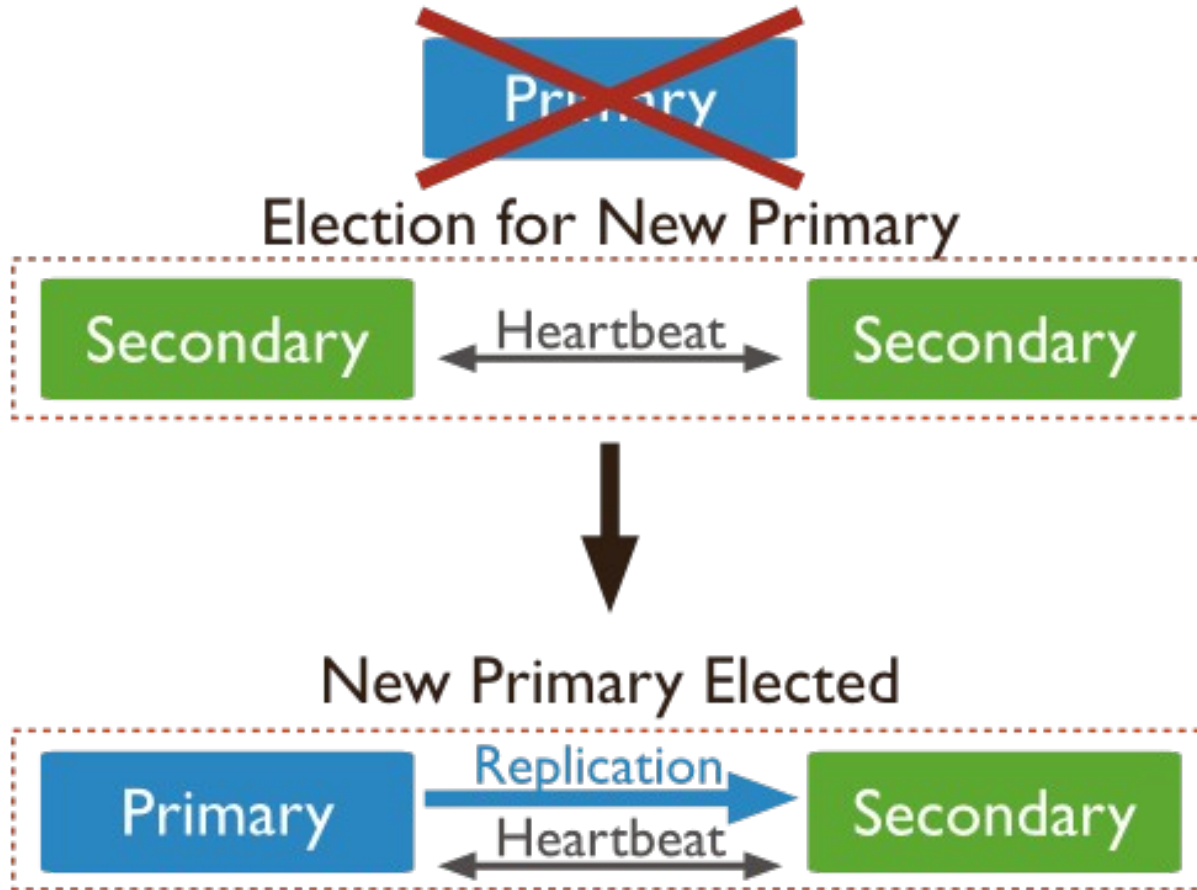 Primary
Election for New Primary
Secondary Heartbeat Secondary
New Primary Elected
Replication
Primary Secondary
Heartbeat